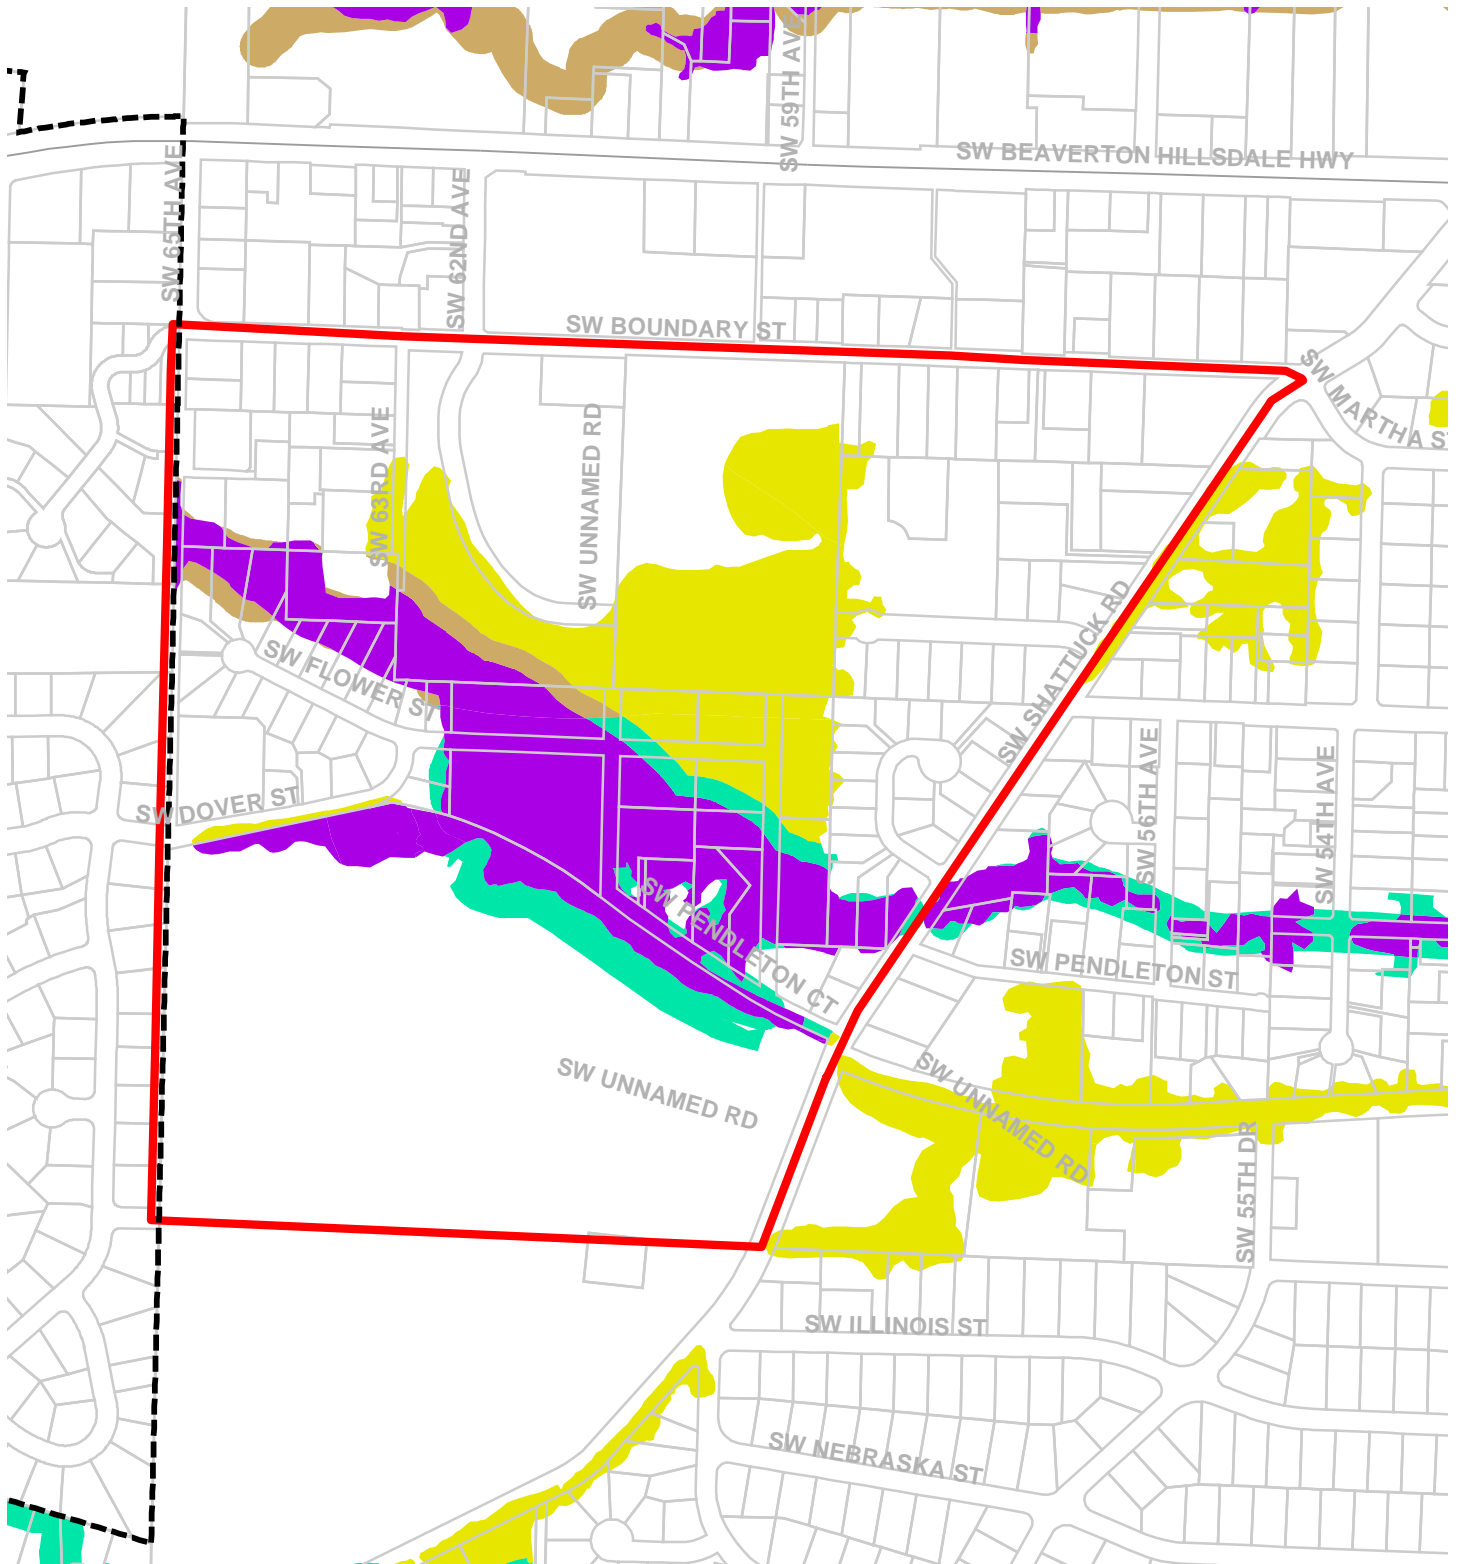 SW 59TH AVE
SW BEAVERTON HILLSDALE HWY
SW 65TH AVE
SW 62ND AVE
SW BOUNDARY ST
SW MARTHA ST
SW UNNAMED RD
SW 63RD AVE
SW SHATTUCK RD
SW FLOWER ST
SW DOVER ST
SW 56TH AVE
SW 54TH AVE
SW PENDLETON CT
SW PENDLETON ST
SW UNNAMED RD
SW UNNAMED RD
SW 55TH DR
SW ILLINOIS ST
SW NEBRASKA ST